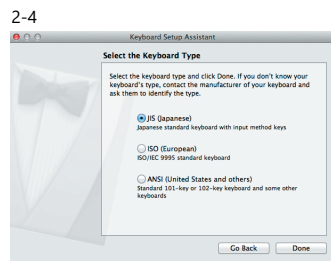 2-4
Keyboard Setup Assistant
Select the Keyboard Type
Select the keyboard type and click Done. If you don't know your
keyboard's type, contact the manufacturer of your keyboard and
ask them to identify the type.
JIS (Japanese)
Japanese standard keyboard with input method keys
ISO (European)
ISO/IEC 9995 standard keyboard
ANSI (United States and others)
Standard 101-key or 102-key keyboard and some other
keyboards
Go Back
Done